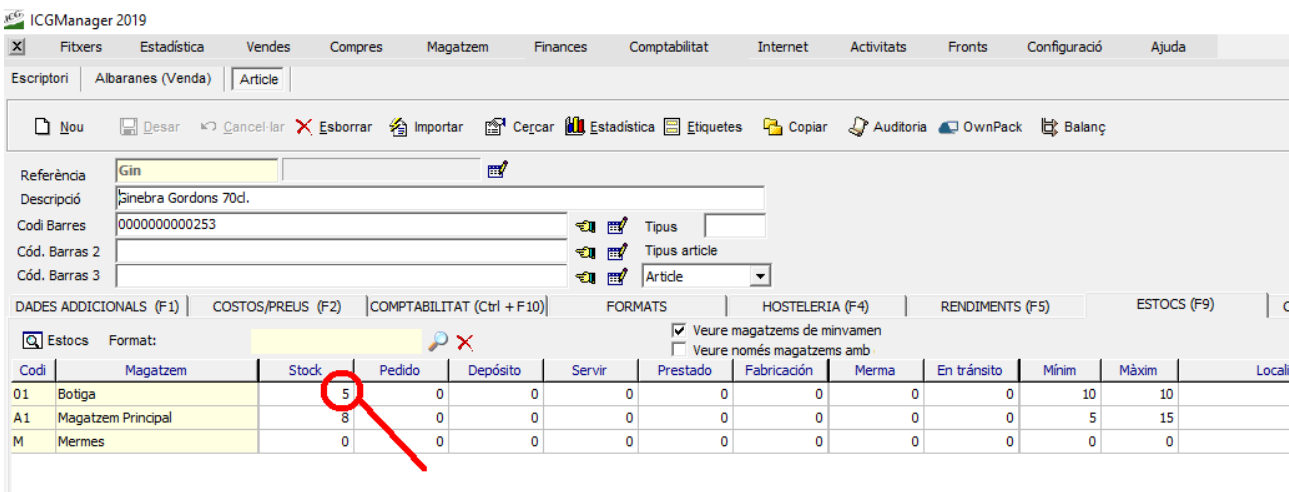 ICG ICGManager 2019
X Fitxers Estadística Vendes Compres Magatzem Finances Comptabilitat Internet Activitats Fronts Configuració Ajuda
Escriptori Albaranes (Venda) Article
Nou Desar Cancel·lar Esborrar Importar Cercar Estadística Etiquetes Copiar Auditoria OwnPack Balanç
Referència Gin
Descripció Ginebra Gordons 70cl.
Codi Barres 0000000000253 Tipus
Cód. Barras 2 Tipus article
Cód. Barras 3 Article
DADES ADDICIONALS (F1) COSTOS/PREUS (F2) COMPTABILITAT (Ctrl +F10) FORMATS HOSTELERIA (F4) RENDIMENTS (F5) ESTOCS (F9)
Estocs Format: Veure magatzems de minvamen
Veure només magatzems amb
Codi Magatzem Stock Pedido Depósito Servir Prestado Fabricación Merma En tránsito Mínim Màxim Locali
01 Botiga 5 0 0 0 0 0 0 0 10 10
A1 Magatzem Principal 8 0 0 0 0 0 0 0 5 15
M Mermes 0 0 0 0 0 0 0 0 0 0